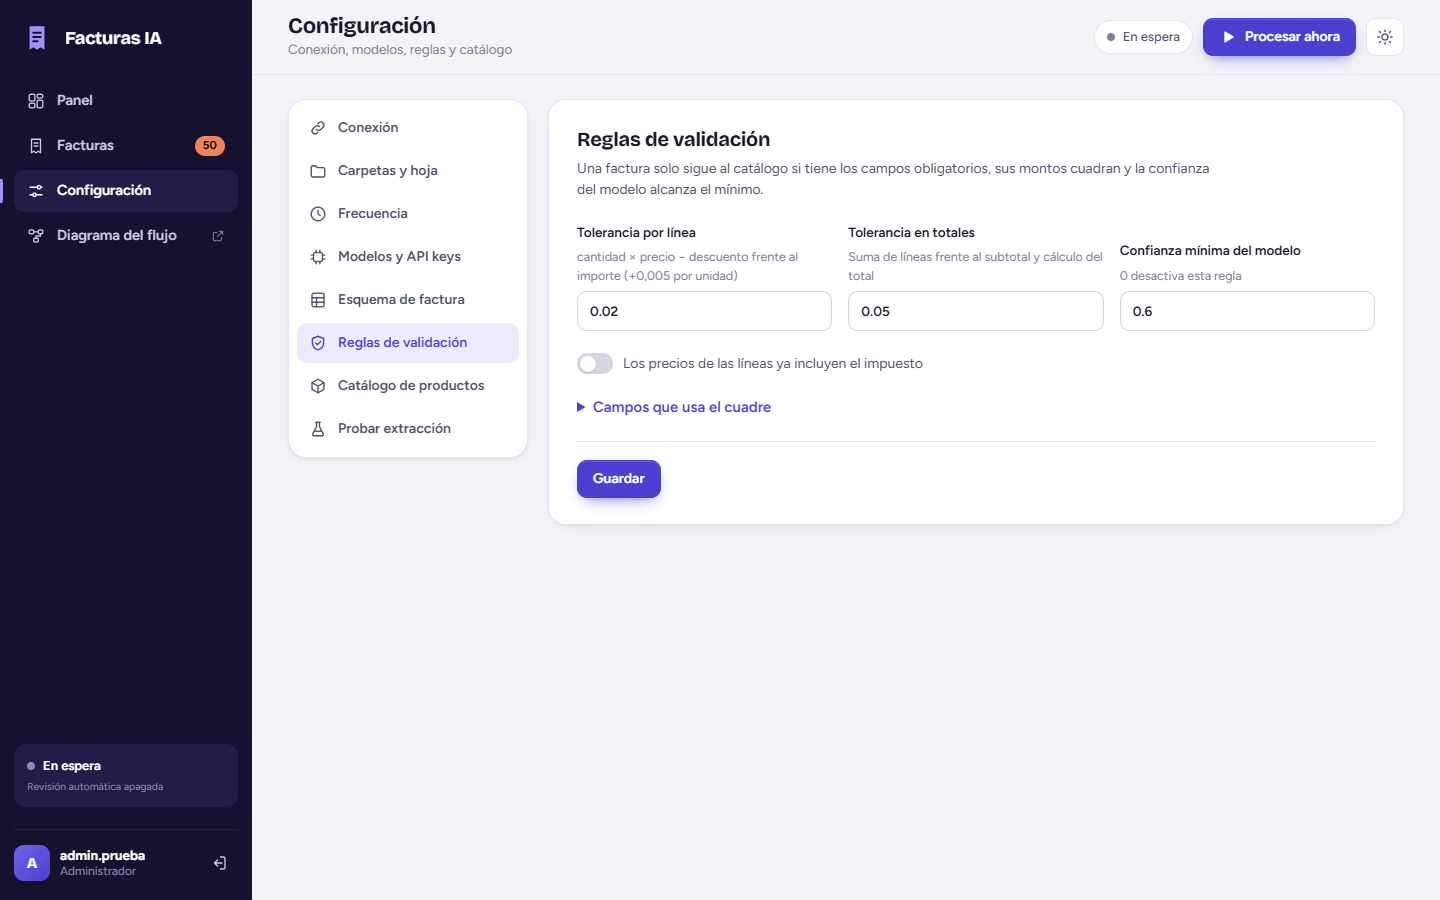 Facturas IA
Panel
Facturas 50
Configuración
Diagrama del flujo
En espera
Revisión automática apagada
A
admin.prueba
Administrador
Configuración
Conexión, modelos, reglas y catálogo
En espera
Procesar ahora
Conexión
Carpetas y hoja
Frecuencia
Modelos y API keys
Esquema de factura
Reglas de validación
Catálogo de productos
Probar extracción
Reglas de validación
Una factura solo sigue al catálogo si tiene los campos obligatorios, sus montos cuadran y la confianza
del modelo alcanza el mínimo.
Tolerancia por línea
cantidad × precio − descuento frente al
importe (+0,005 por unidad)
0.02
Tolerancia en totales
Suma de líneas frente al subtotal y cálculo del
total
0.05
Confianza mínima del modelo
0 desactiva esta regla
0.6
Los precios de las líneas ya incluyen el impuesto
Campos que usa el cuadre
Guardar